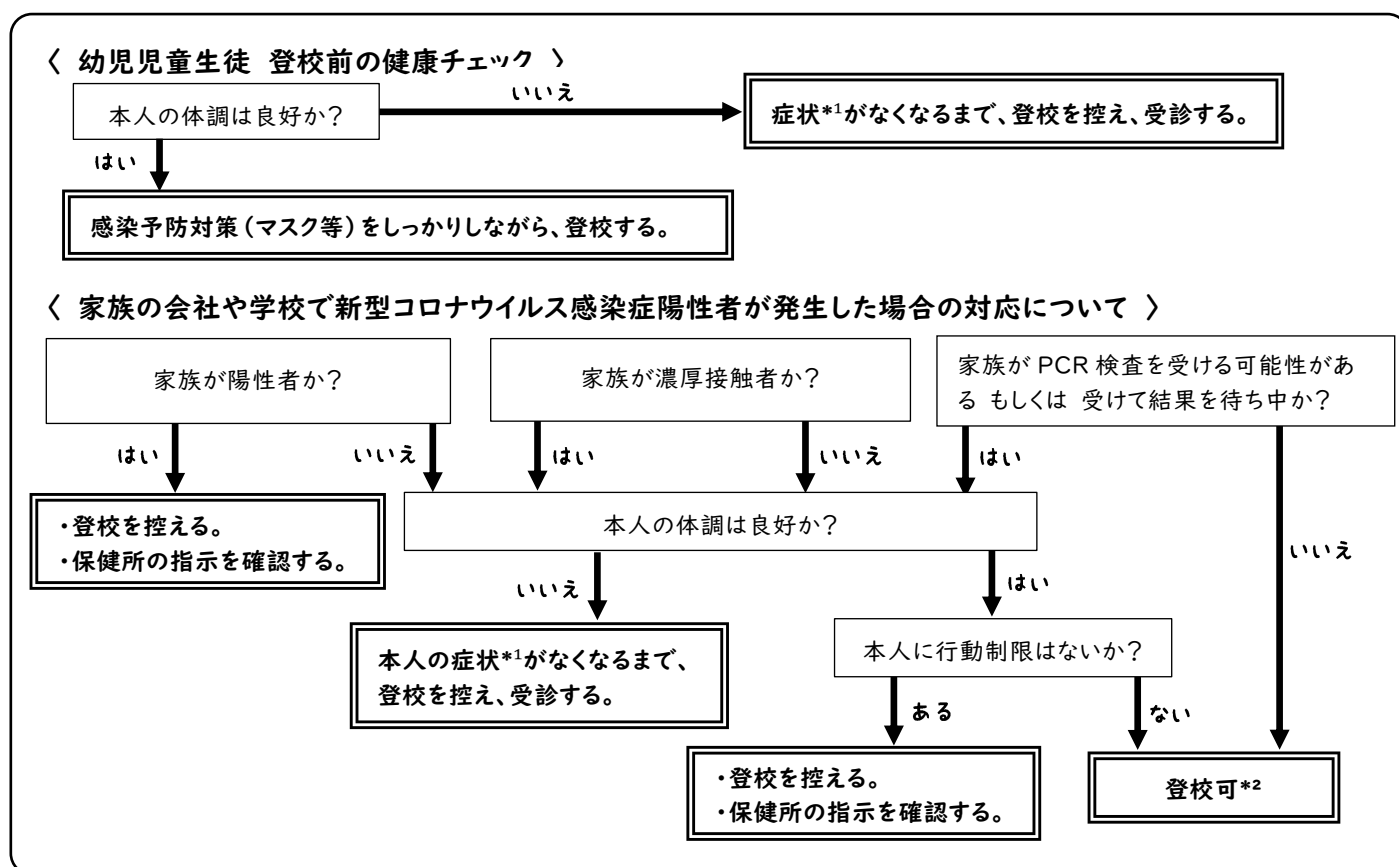 〈 幼児児童生徒 登校前の健康チェック 〉
本人の体調は良好か?
いいえ
症状*1がなくなるまで、登校を控え、受診する。
はい
感染予防対策(マスク等)をしっかりしながら、登校する。
〈 家族の会社や学校で新型コロナウイルス感染症陽性者が発生した場合の対応について 〉
家族が陽性者か?
家族が濃厚接触者か?
家族が PCR 検査を受ける可能性があ
る もしくは 受けて結果を待ち中か?
はい
いいえ
はい
いいえ
はい
・登校を控える。
・保健所の指示を確認する。
本人の体調は良好か?
いいえ
いいえ
はい
本人の症状*1がなくなるまで、
登校を控え、受診する。
本人に行動制限はないか?
ある
ない
・登校を控える。
・保健所の指示を確認する。
登校可*2